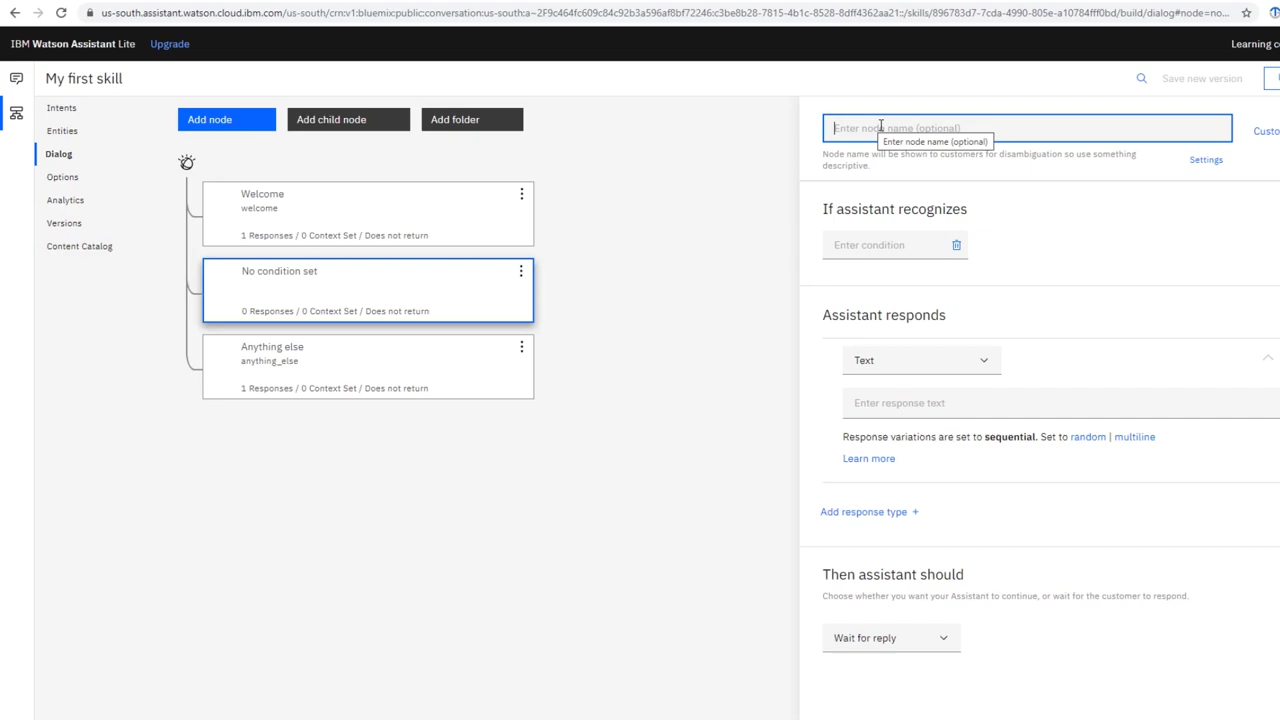 us-south.assistant.watson.cloud.ibm.com/us-south/crn:v1:bluemix:public:conversation:us-south:a~2F9c464fc609c84c92b3a596af8bf72246:c3be8b28-7815-4b1c-8528-8dff4362aa21::/skills/896783d7-7cda-4990-805e-a10784fff0bd/build/dialog#node=no...
IBM Watson Assistant Lite Upgrade
Learning co
My first skill
Save new version
Intents
Entities
Dialog
Options
Analytics
Versions
Content Catalog
Add node Add child node Add folder
Welcome
welcome
1 Responses / 0 Context Set / Does not return
No condition set
0 Responses / 0 Context Set / Does not return
Anything else
anything_else
1 Responses / 0 Context Set / Does not return
Enter node name (optional)
Custo
Enter node name (optional)
Node name will be shown to customers for disambiguation so use something
descriptive.
Settings
If assistant recognizes
Enter condition
Assistant responds
Text
Enter response text
Response variations are set to sequential. Set to random | multiline
Learn more
Add response type +
Then assistant should
Choose whether you want your Assistant to continue, or wait for the customer to respond.
Wait for reply